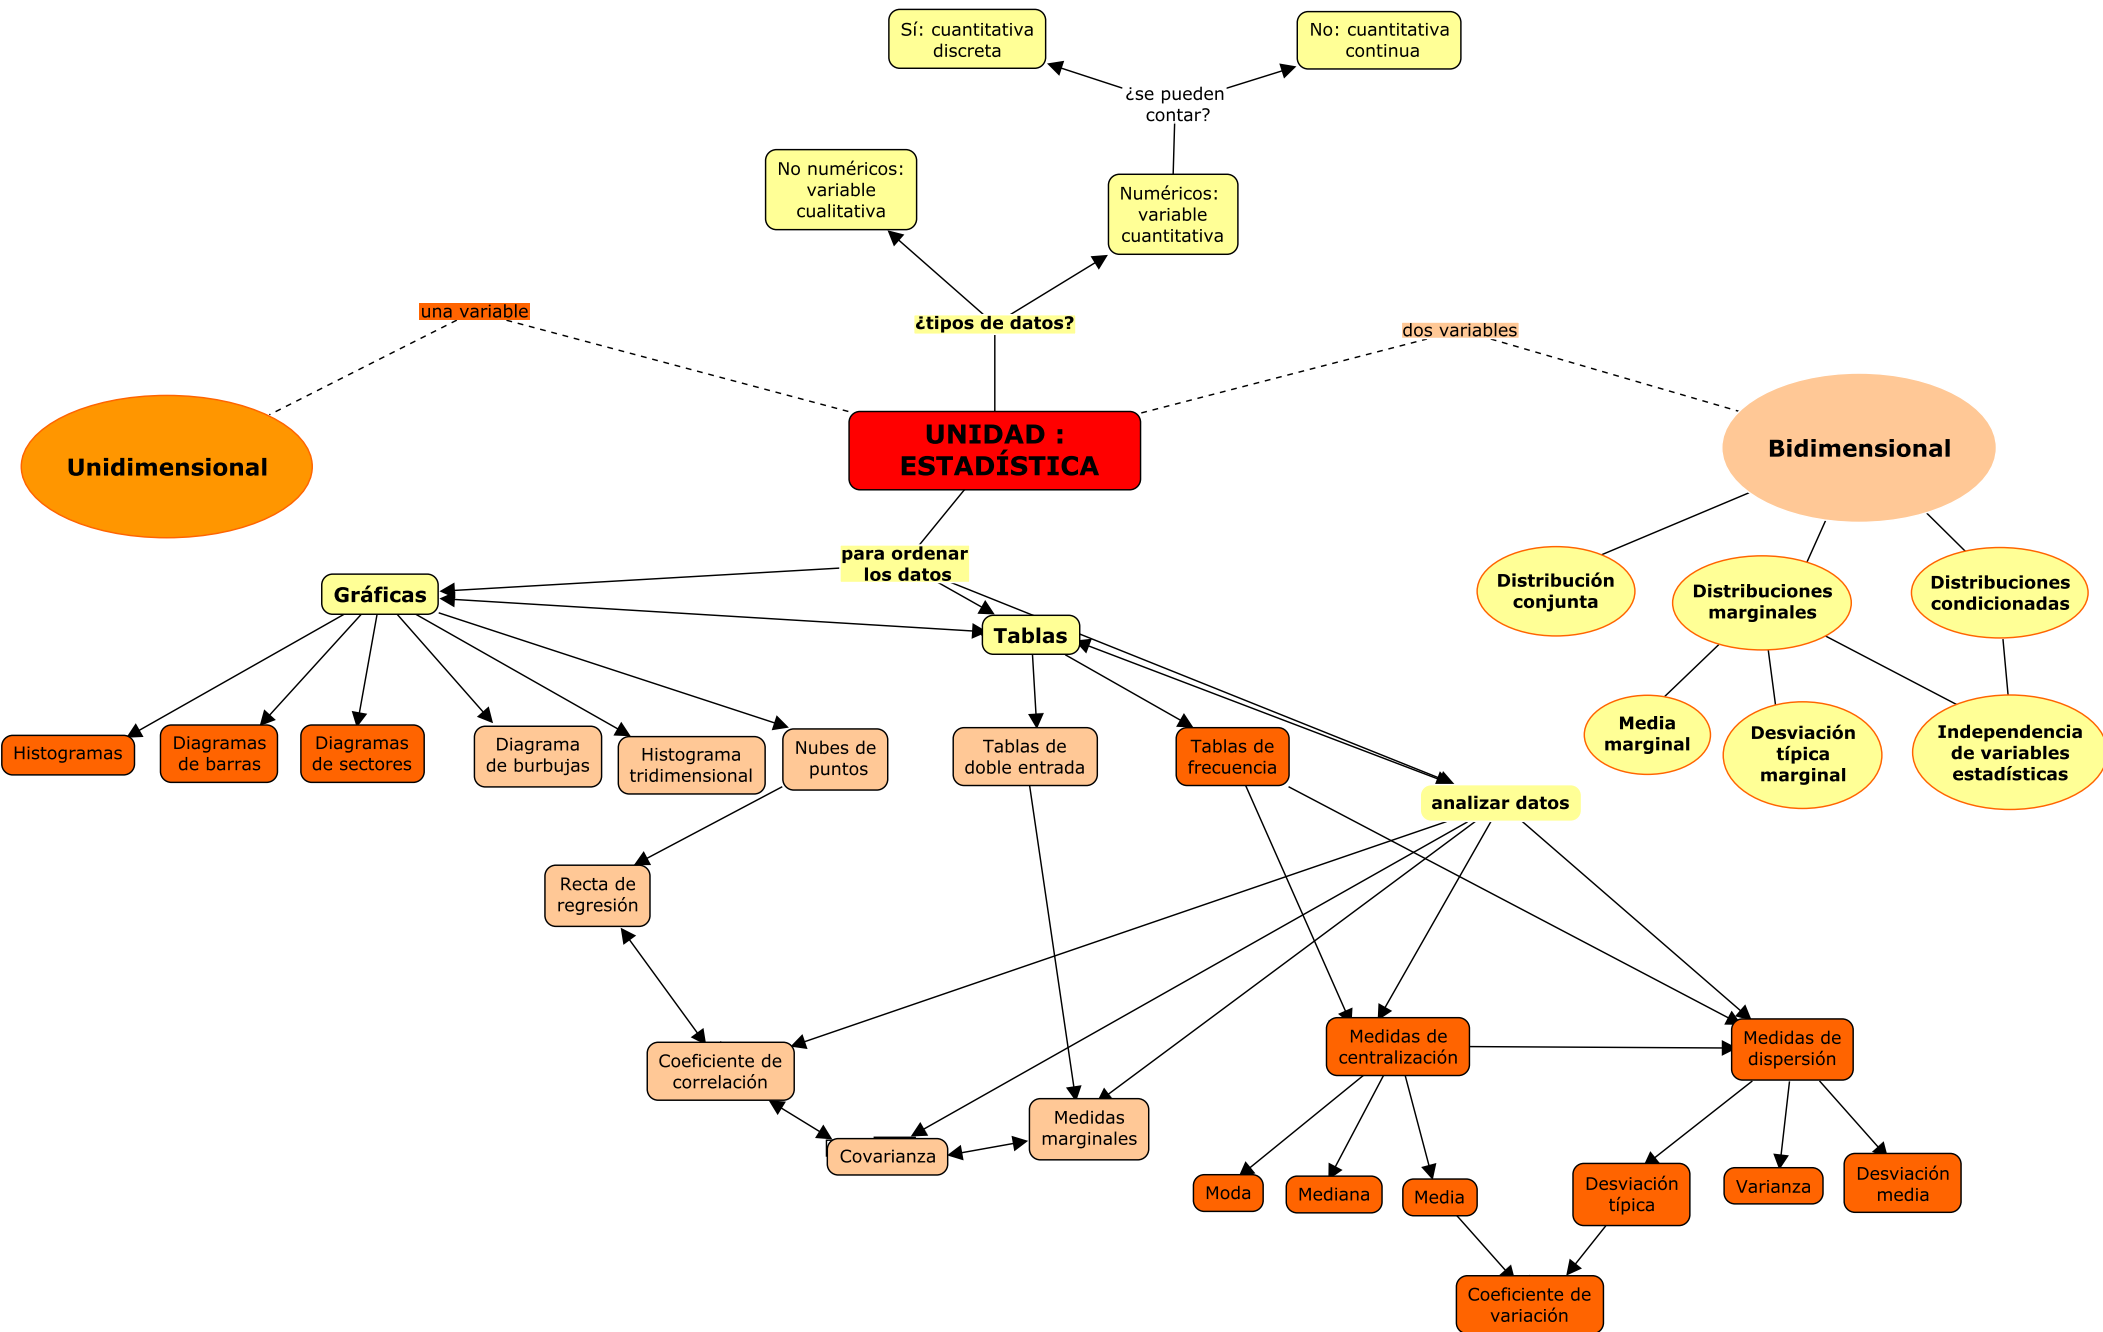 Sí: cuantitativa
discreta
No: cuantitativa
continua
¿se pueden
contar?
No numéricos:
variable
cualitativa
Numéricos:
variable
cuantitativa
una variable
¿tipos de datos?
dos variables
UNIDAD :
ESTADÍSTICA
Unidimensional
Bidimensional
para ordenar
los datos
Gráficas
Tablas
Distribución
conjunta
Distribuciones
marginales
Distribuciones
condicionadas
Media
marginal
Desviación
típica
marginal
Independencia
de variables
estadísticas
Histogramas
Diagramas
de barras
Diagramas
de sectores
Diagrama
de burbujas
Histograma
tridimensional
Nubes de
puntos
Tablas de
doble entrada
Tablas de
frecuencia
analizar datos
Recta de
regresión
Coeficiente de
correlación
Covarianza
Medidas
marginales
Medidas de
centralización
Medidas de
dispersión
Moda
Mediana
Media
Desviación
típica
Varianza
Desviación
media
Coeficiente de
variación